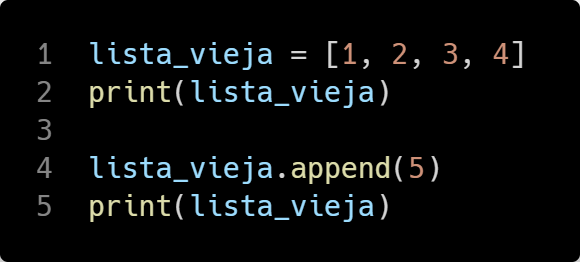 1 lista_vieja = [1, 2, 3, 4]
2 print(lista_vieja)
3
4 lista_vieja.append(5)
5 print(lista_vieja)